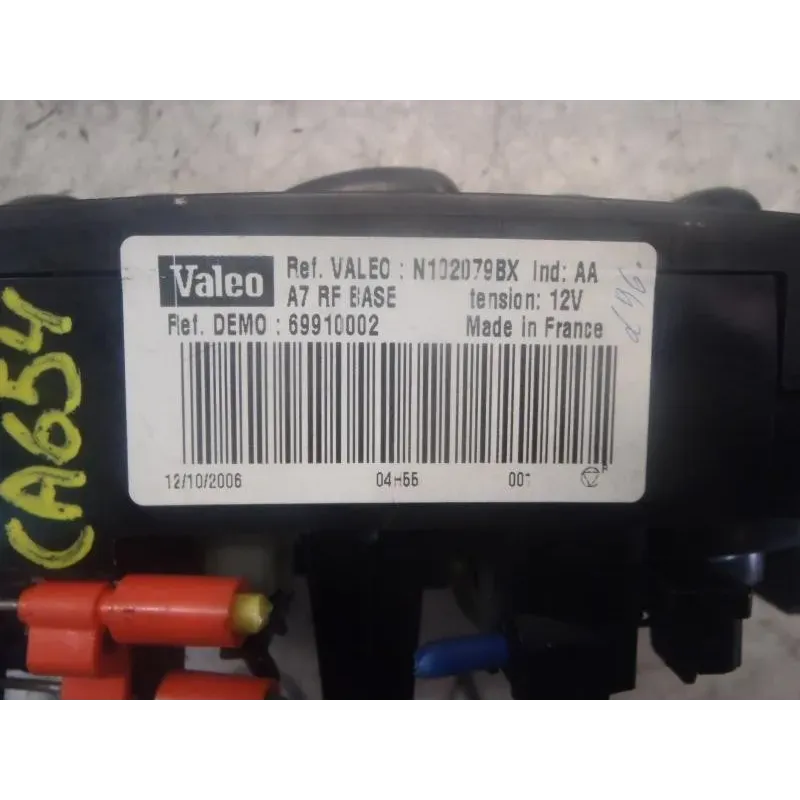 Valeo Ref. VALEO : N102079BX Ind: AA
A7 RF BASE tension: 12V
Ref. DEMO : 69910002 Made in France
12/10/2006 04H55 001
CA654